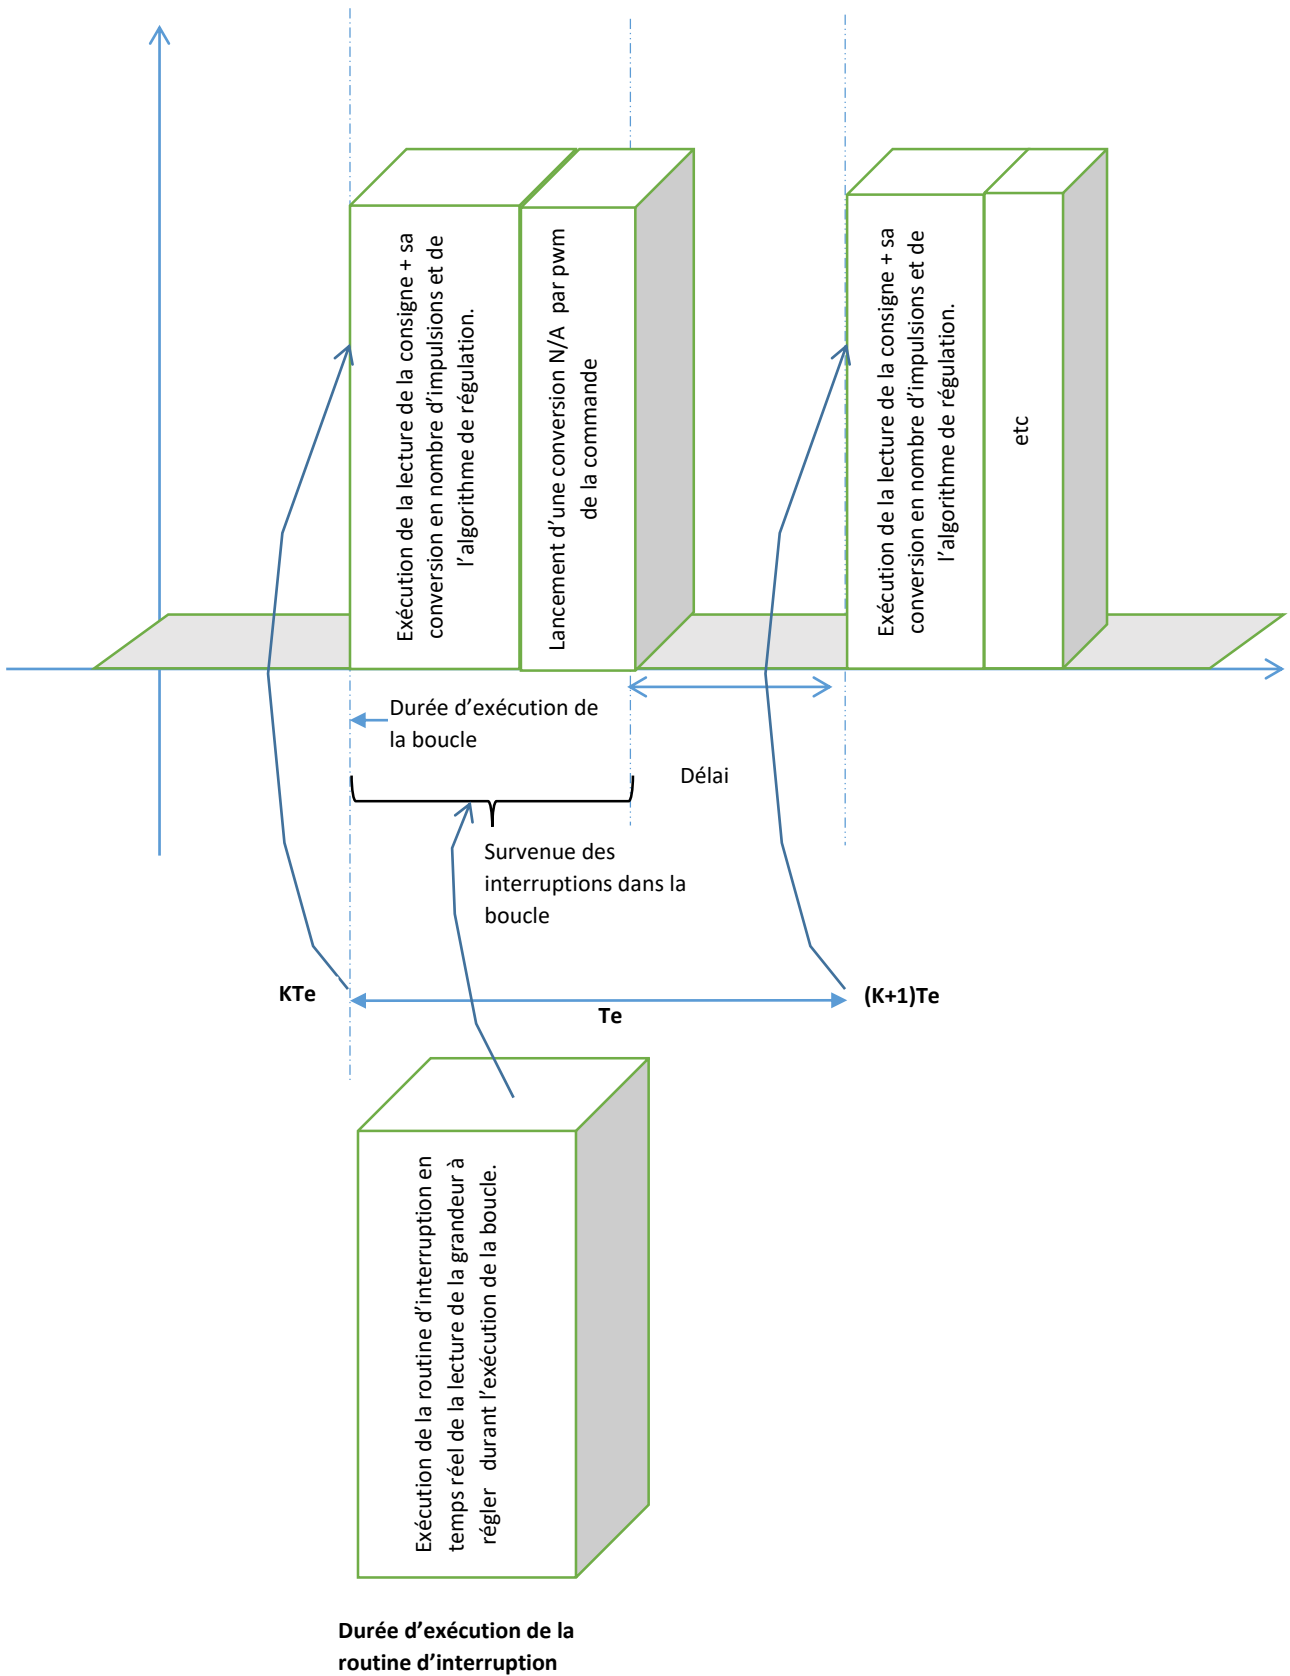 Exécution de la lecture de la consigne + sa
conversion en nombre d'impulsions et de
l'algorithme de régulation.
Lancement d'une conversion N/A par pwm
de la commande
Exécution de la lecture de la consigne + sa
conversion en nombre d'impulsions et de
l'algorithme de régulation.
etc
Durée d'exécution de
la boucle
Délai
Survenue des
interruptions dans la
boucle
KTe
Te
(K+1)Te
Exécution de la routine d'interruption en
temps réel de la lecture de la grandeur à
régler durant l'exécution de la boucle.
Durée d'exécution de la
routine d'interruption